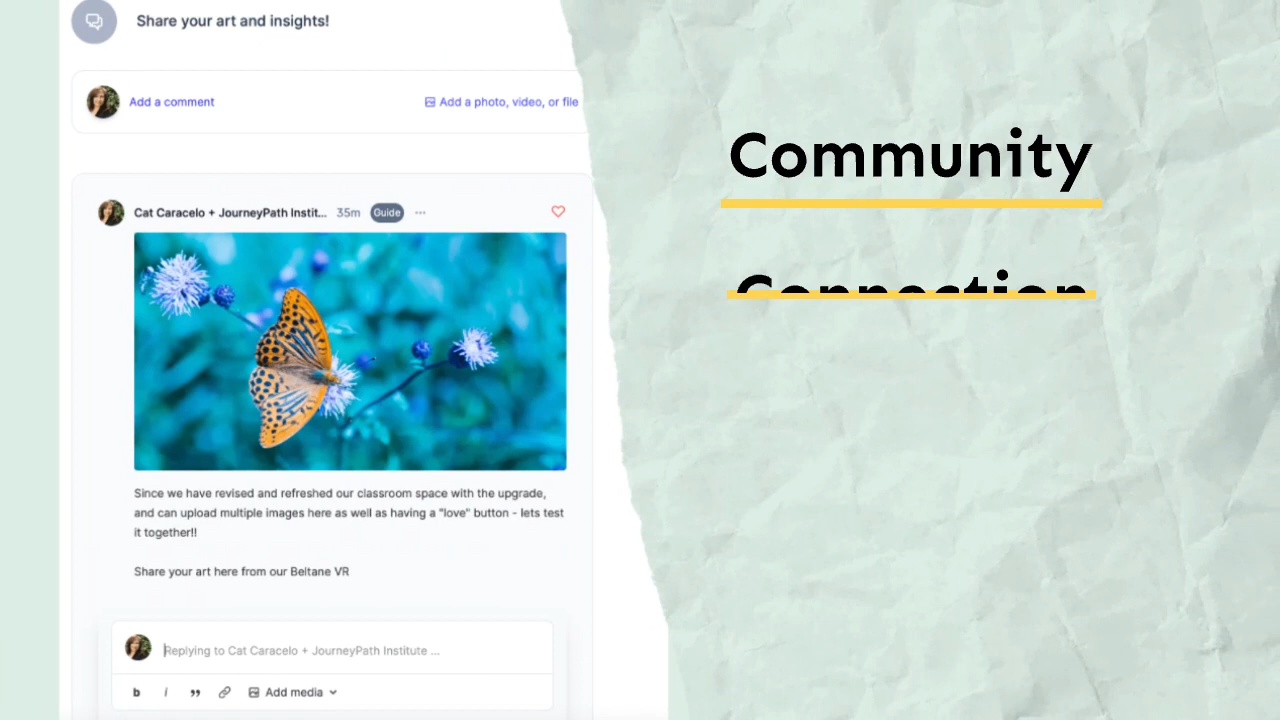 Share your art and insights!
Add a comment
Add a photo, video, or file
Cat Caracelo + JourneyPath Instit... 35m Guide ...
Since we have revised and refreshed our classroom space with the upgrade,
and can upload multiple images here as well as having a "love" button - lets test
it together!!
Share your art here from our Beltane VR
Replying to Cat Caracelo + JourneyPath Institute ...
b i Add media
Community
Connection